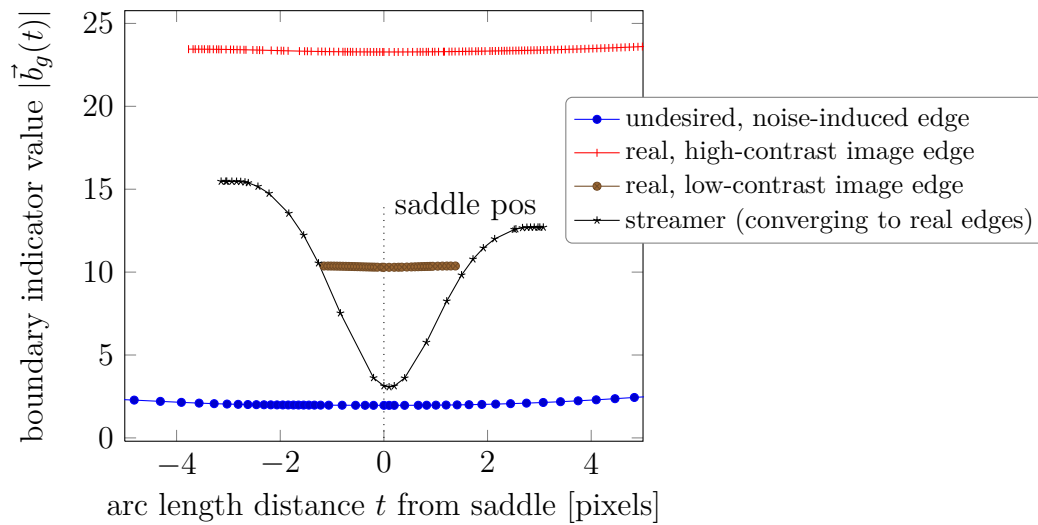 boundary indicator value $|\vec{b}_g(t)|$
25
20
15
10
5
0
saddle pos
undesired, noise-induced edge
real, high-contrast image edge
real, low-contrast image edge
streamer (converging to real edges)
−4 −2 0 2 4
arc length distance $t$ from saddle [pixels]